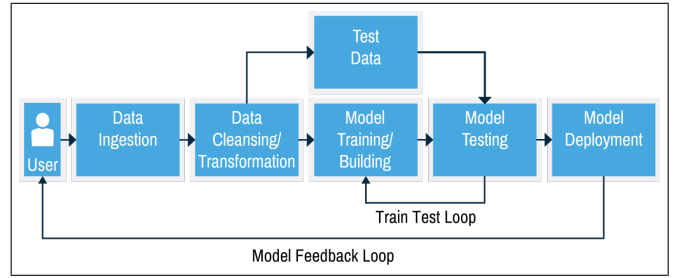 Test
Data
User
Data
Ingestion
Data
Cleansing/
Transformation
Model
Training/
Building
Model
Testing
Model
Deployment
Train Test Loop
Model Feedback Loop